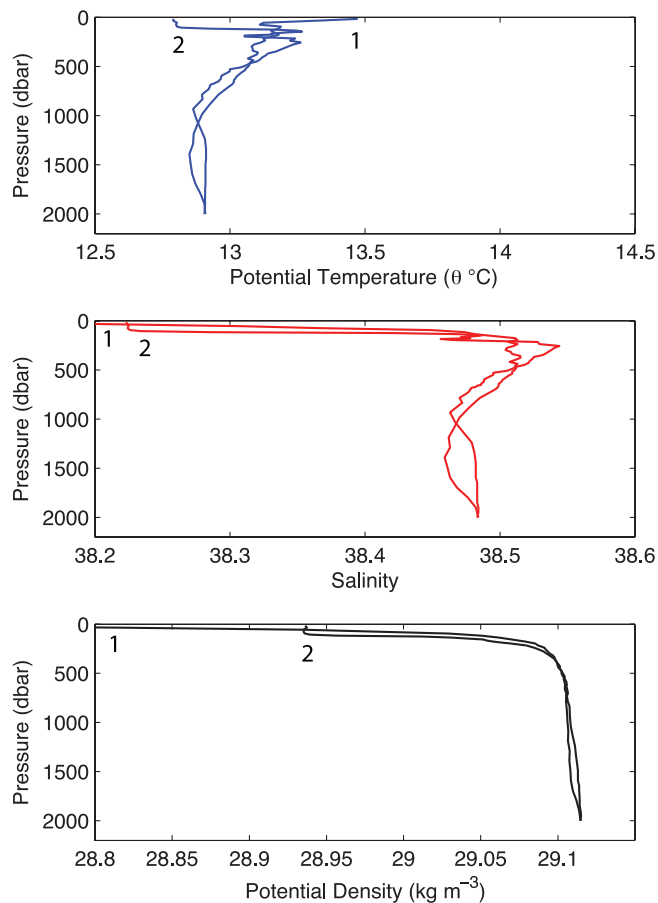 0
500
1000
1500
2000
Pressure (dbar)
2
1
12.5 13 13.5 14 14.5
Potential Temperature (θ °C)
0
500
1000
1500
2000
Pressure (dbar)
1 2
38.2 38.3 38.4 38.5 38.6
Salinity
0
500
1000
1500
2000
Pressure (dbar)
1 2
28.8 28.85 28.9 28.95 29 29.05 29.1
Potential Density (kg m⁻³)